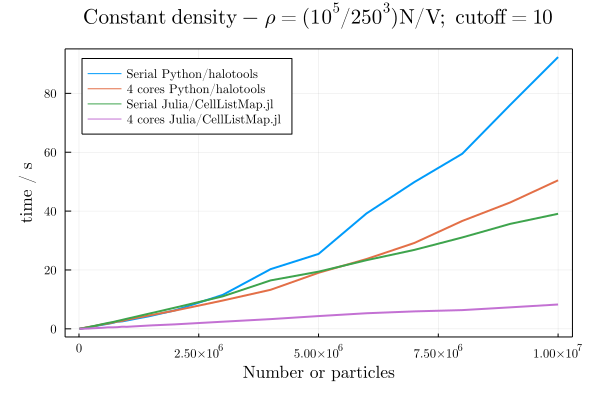 Constant density – ρ = (10⁵/250³)N/V; cutoff = 10
Serial Python/halotools
4 cores Python/halotools
Serial Julia/CellListMap.jl
4 cores Julia/CellListMap.jl
time / s
80
60
40
20
0
0 2.50×10⁶ 5.00×10⁶ 7.50×10⁶ 1.00×10⁷
Number or particles